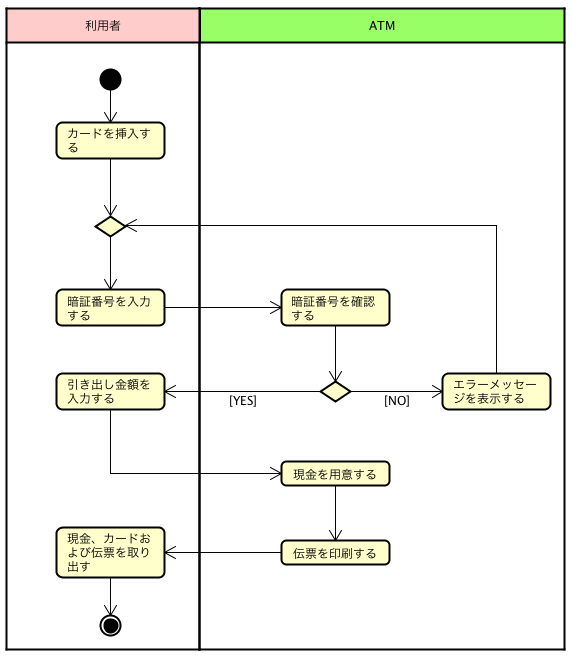 利用者
ATM
カードを挿入す
る
暗証番号を入力
する
暗証番号を確認
する
引き出し金額を
入力する
[YES]
[NO]
エラーメッセー
ジを表示する
現金を用意する
現金、カードお
よび伝票を取り
出す
伝票を印刷する